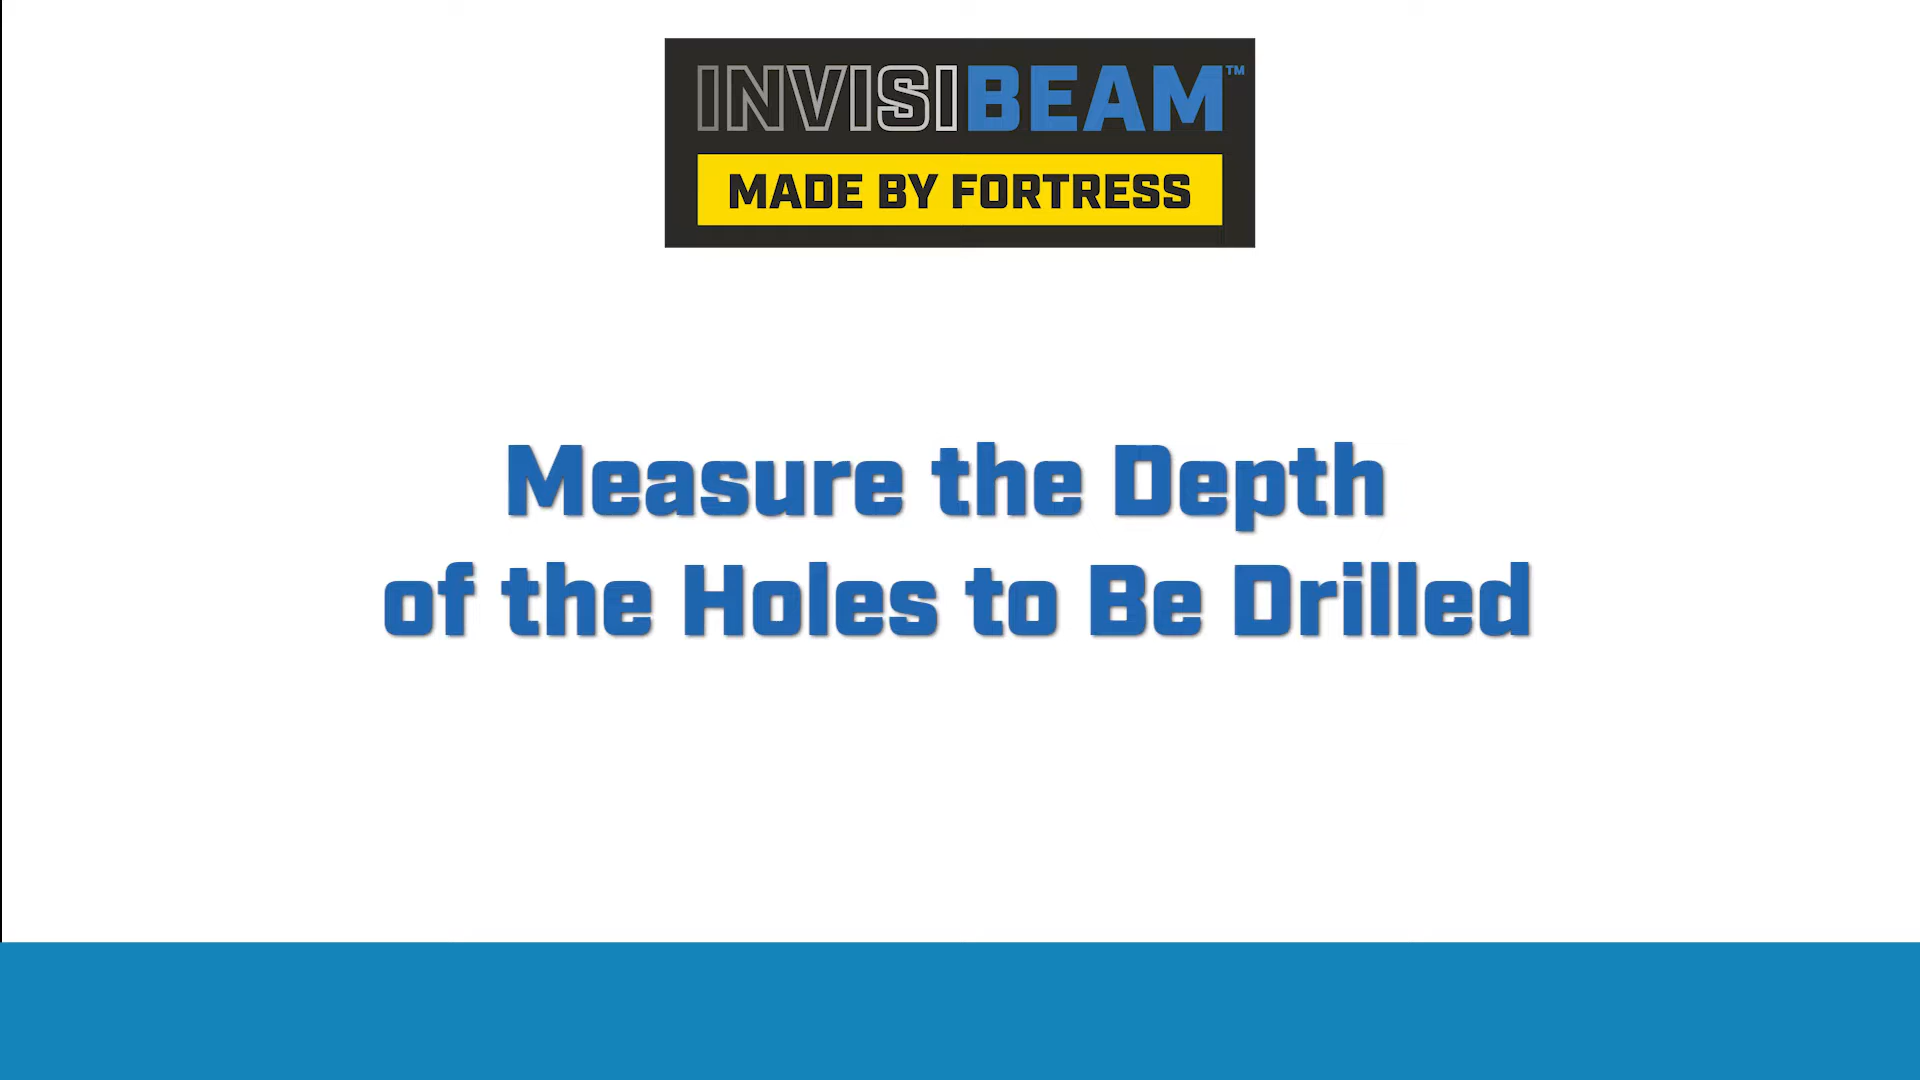 INVISIBEAM™
MADE BY FORTRESS
Measure the Depth
of the Holes to Be Drilled